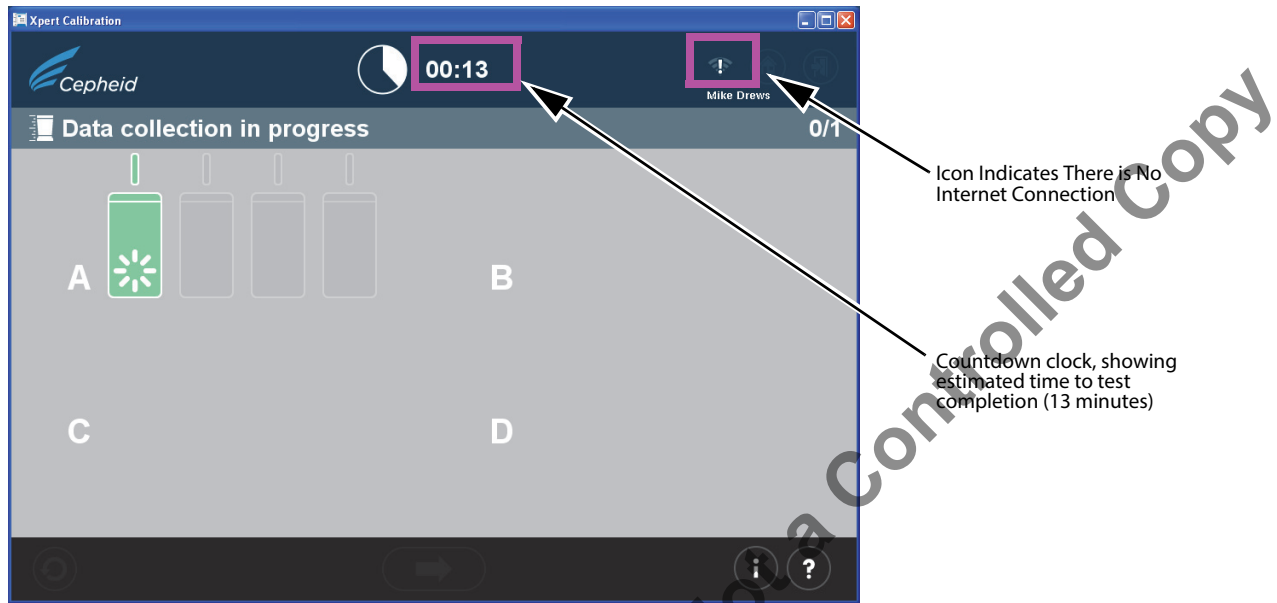 Xpert Calibration
Cepheid
00:13
Mike Drews
Data collection in progress
0/1
A
B
C
D
?
Icon Indicates There is No
Internet Connection
Countdown clock, showing
estimated time to test
completion (13 minutes)
a Controlled Copy